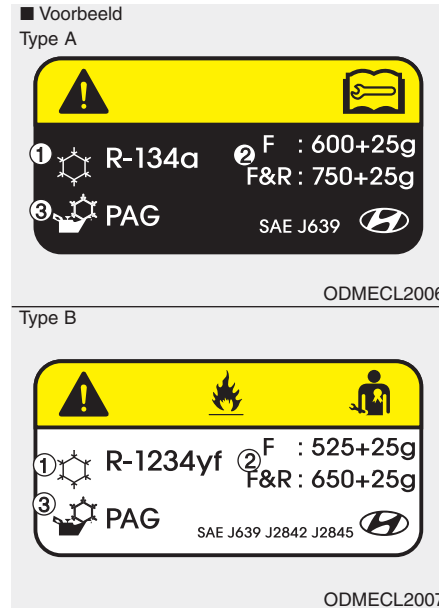 ■ Voorbeeld
Type A
① R-134a ② F : 600+25g
F&R : 750+25g
③ PAG SAE J639
ODMECL2006
Type B
① R-1234yf ② F : 525+25g
F&R : 650+25g
③ PAG SAE J639 J2842 J2845
ODMECL2007